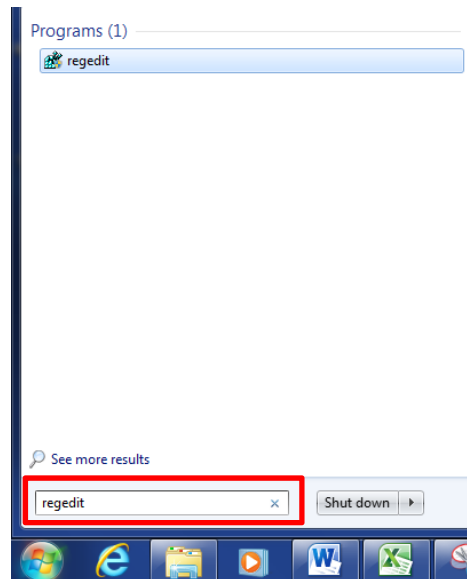 Programs (1)
regedit
See more results
regedit
Shut down